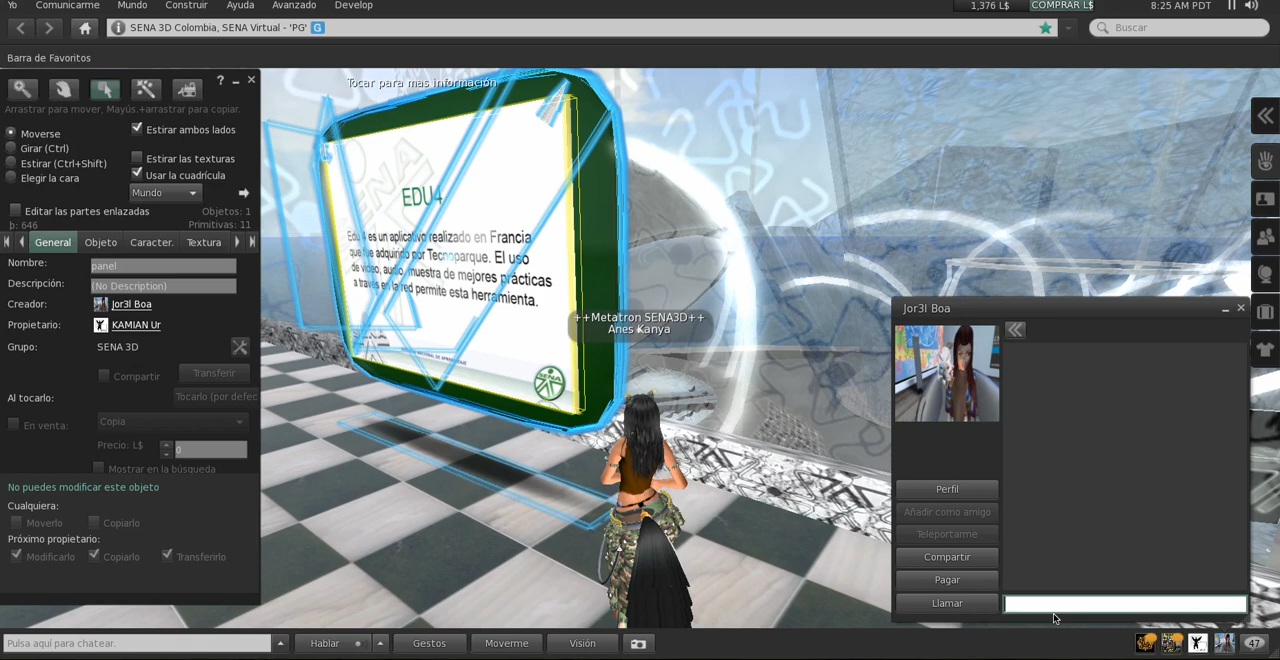 Yo Comunicarme Mundo Construir Ayuda Avanzado Develop 1,376 L$ COMPRAR L$ 8:25 AM PDT
SENA 3D Colombia, SENA Virtual - 'PG' G Buscar
Barra de Favoritos
Arrastrar para mover, Mayús.+arrastrar para copiar.
Moverse
Girar (Ctrl)
Estirar (Ctrl+Shift)
Elegir la cara
Estirar ambos lados
Estirar las texturas
Usar la cuadrícula
Mundo
Editar las partes enlazadas
Objetos: 1
Primitivas: 11
b: 646
General Objeto Caracter. Textura
Nombre: panel
Descripción: (No Description)
Creador: Jor3l Boa
Propietario: KAMIAN Ur
Grupo: SENA 3D
Compartir Transferir
Al tocarlo: Tocarlo (por defec
En venta: Copia
Precio: L$ 0
Mostrar en la búsqueda
No puedes modificar este objeto
Cualquiera:
Moverlo Copiarlo
Próximo propietario:
Modificarlo Copiarlo Transferirlo
Tocar para mas Información
SENA
EDU4
Edu 4 es un aplicativo realizado en Francia
que fue adquirido por Tecnoparque. El uso
de video, audio, muestra de mejores prácticas
a través en la red permite esta herramienta.
SENA
++Metatron SENA3D++
Anes Kanya
Jor3l Boa
Perfil
Añadir como amigo
Teleportarme
Compartir
Pagar
Llamar
Pulsa aquí para chatear. Hablar Gestos Moverme Visión 47